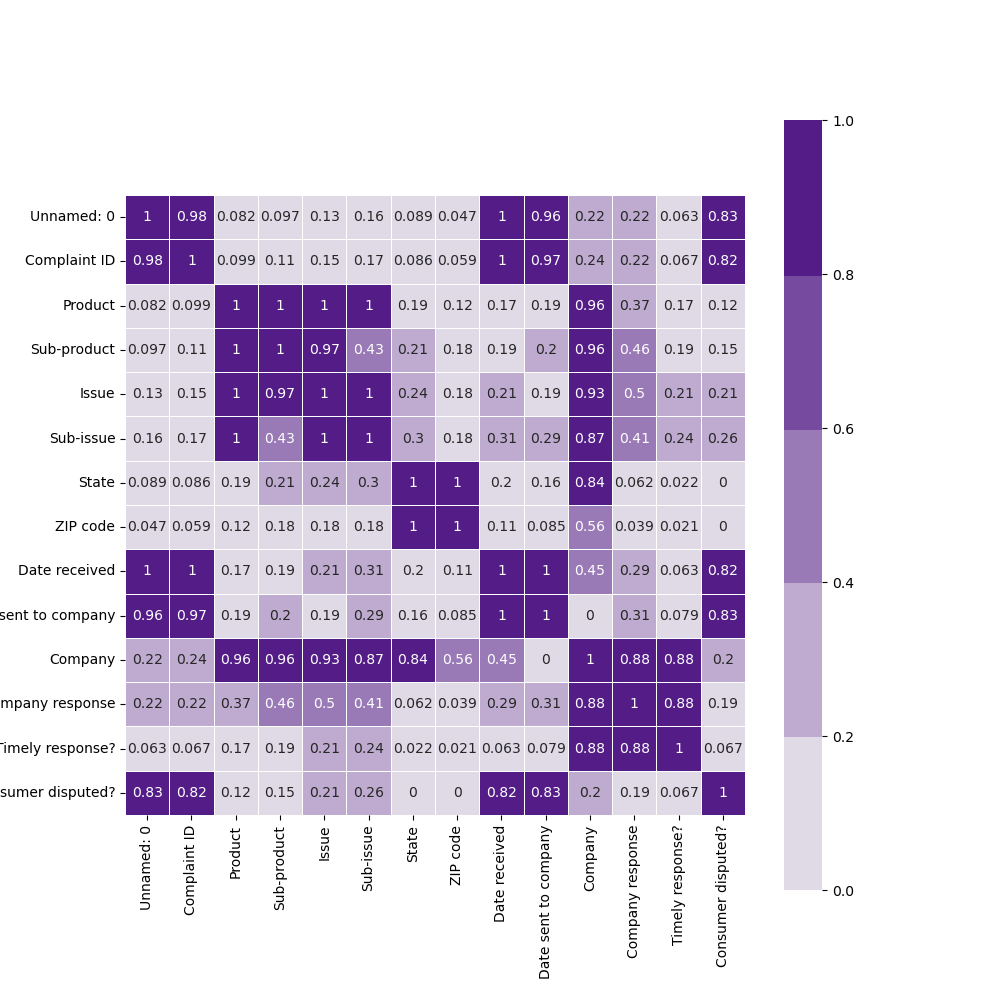 1.0
Unnamed: 0 1 0.98 0.082 0.097 0.13 0.16 0.089 0.047 1 0.96 0.22 0.22 0.063 0.83
Complaint ID 0.98 1 0.099 0.11 0.15 0.17 0.086 0.059 1 0.97 0.24 0.22 0.067 0.82
0.8
Product 0.082 0.099 1 1 1 1 0.19 0.12 0.17 0.19 0.96 0.37 0.17 0.12
Sub-product 0.097 0.11 1 1 0.97 0.43 0.21 0.18 0.19 0.2 0.96 0.46 0.19 0.15
Issue 0.13 0.15 1 0.97 1 1 0.24 0.18 0.21 0.19 0.93 0.5 0.21 0.21
0.6
Sub-issue 0.16 0.17 1 0.43 1 1 0.3 0.18 0.31 0.29 0.87 0.41 0.24 0.26
State 0.089 0.086 0.19 0.21 0.24 0.3 1 1 0.2 0.16 0.84 0.062 0.022 0
ZIP code 0.047 0.059 0.12 0.18 0.18 0.18 1 1 0.11 0.085 0.56 0.039 0.021 0
Date received 1 1 0.17 0.19 0.21 0.31 0.2 0.11 1 1 0.45 0.29 0.063 0.82
0.4
sent to company 0.96 0.97 0.19 0.2 0.19 0.29 0.16 0.085 1 1 0 0.31 0.079 0.83
Company 0.22 0.24 0.96 0.96 0.93 0.87 0.84 0.56 0.45 0 1 0.88 0.88 0.2
mpany response 0.22 0.22 0.37 0.46 0.5 0.41 0.062 0.039 0.29 0.31 0.88 1 0.88 0.19
0.2
Timely response? 0.063 0.067 0.17 0.19 0.21 0.24 0.022 0.021 0.063 0.079 0.88 0.88 1 0.067
sumer disputed? 0.83 0.82 0.12 0.15 0.21 0.26 0 0 0.82 0.83 0.2 0.19 0.067 1
0.0
Unnamed: 0
Complaint ID
Product
Sub-product
Issue
Sub-issue
State
ZIP code
Date received
Date sent to company
Company
Company response
Timely response?
Consumer disputed?